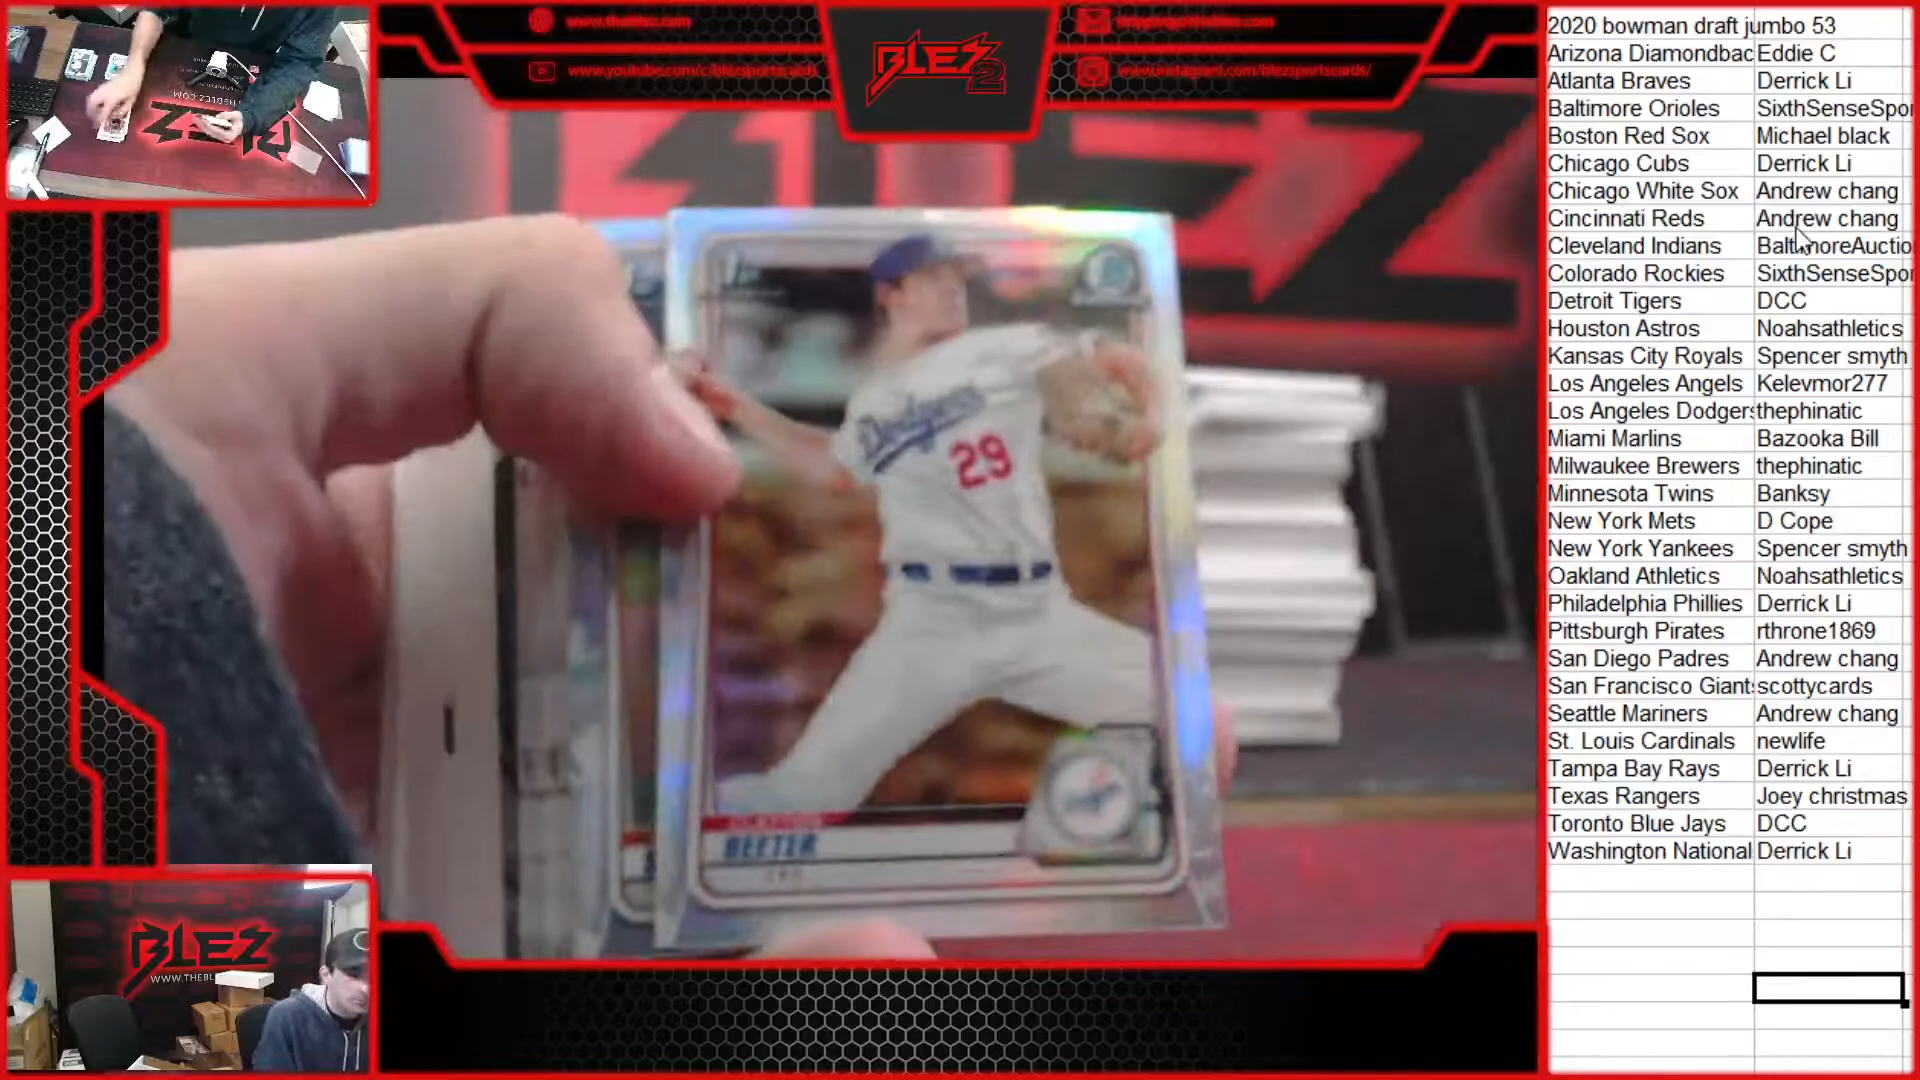 www.theblez.com
BLEZ
2
www.youtube.com/c/blezsportscards
www.instagram.com/blezsportscards/
BLEZ
Dodgers
29
CLAYTON
BEETER
BLEZ
2020 bowman draft jumbo 53
Arizona Diamondbac Eddie C
Atlanta Braves Derrick Li
Baltimore Orioles SixthSenseSpor
Boston Red Sox Michael black
Chicago Cubs Derrick Li
Chicago White Sox Andrew chang
Cincinnati Reds Andrew chang
Cleveland Indians BaltimoreAuctio
Colorado Rockies SixthSenseSpor
Detroit Tigers DCC
Houston Astros Noahsathletics
Kansas City Royals Spencer smyth
Los Angeles Angels Kelevmor277
Los Angeles Dodgers thephinatic
Miami Marlins Bazooka Bill
Milwaukee Brewers thephinatic
Minnesota Twins Banksy
New York Mets D Cope
New York Yankees Spencer smyth
Oakland Athletics Noahsathletics
Philadelphia Phillies Derrick Li
Pittsburgh Pirates rthrone1869
San Diego Padres Andrew chang
San Francisco Giants scottycards
Seattle Mariners Andrew chang
St. Louis Cardinals newlife
Tampa Bay Rays Derrick Li
Texas Rangers Joey christmas
Toronto Blue Jays DCC
Washington National Derrick Li